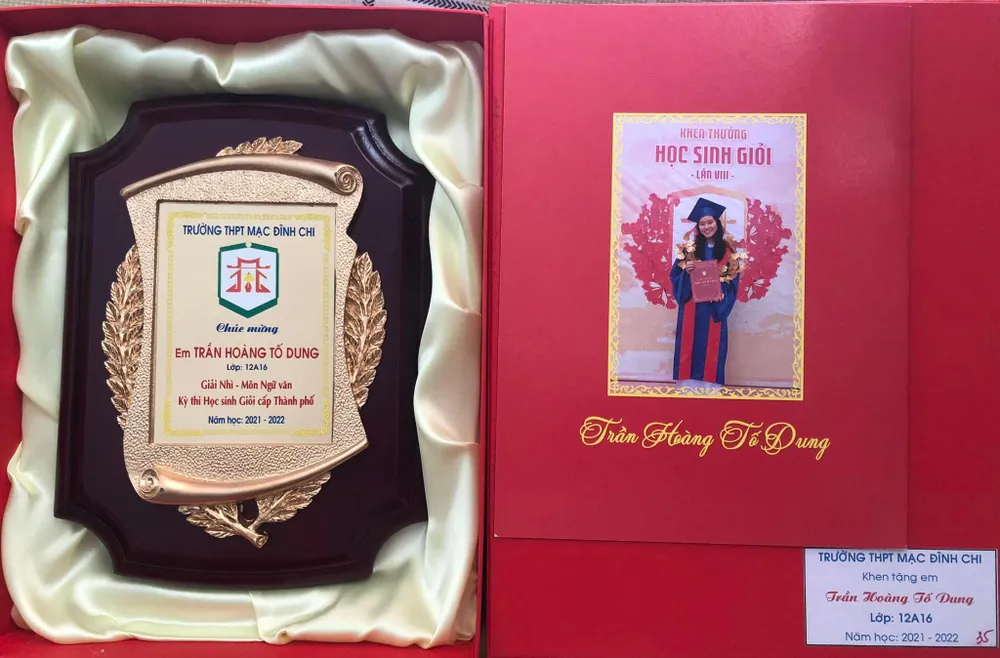 TRƯỜNG THPT MẠC ĐĨNH CHI
Chúc mừng
Em TRẦN HOÀNG TỐ DUNG
Lớp: 12A16
Giải Nhì - Môn Ngữ văn
Kỳ thi Học sinh Giỏi cấp Thành phố
Năm học: 2021 - 2022
KHEN THƯỞNG
HỌC SINH GIỎI
- LẦN VIII -
Trần Hoàng Tố Dung
TRƯỜNG THPT MẠC ĐĨNH CHI
Khen tặng em
Trần Hoàng Tố Dung
Lớp: 12A16
Năm học: 2021 - 2022 35